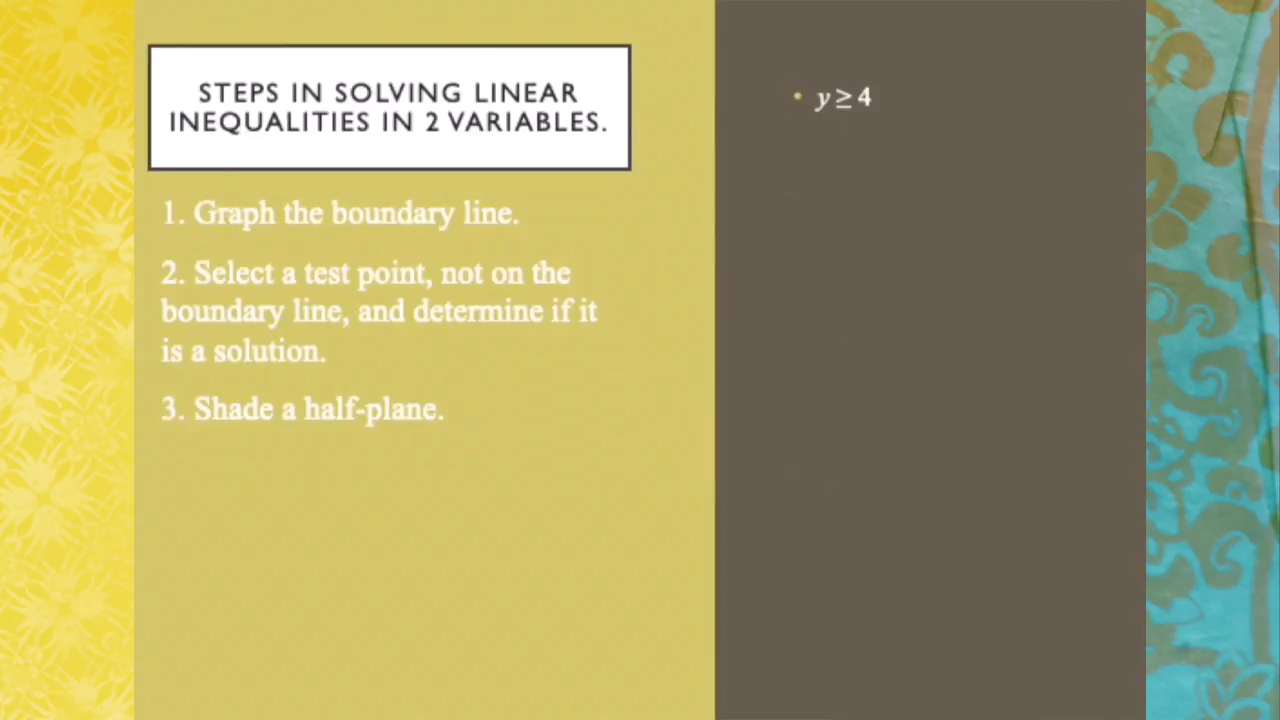 STEPS IN SOLVING LINEAR
INEQUALITIES IN 2 VARIABLES.
1. Graph the boundary line.
2. Select a test point, not on the
boundary line, and determine if it
is a solution.
3. Shade a half-plane.
• y ≥ 4